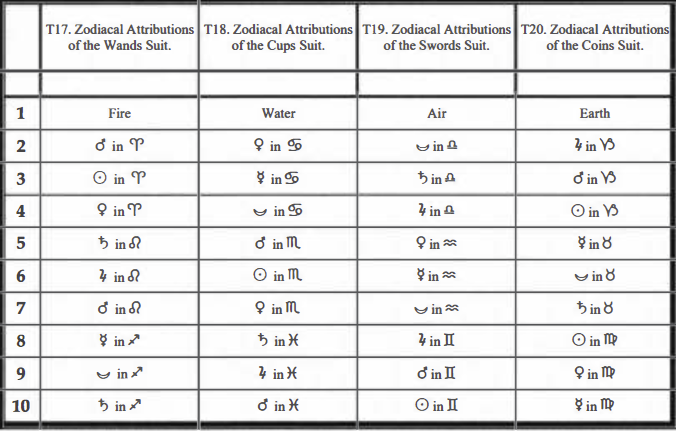 T17. Zodiacal Attributions of the Wands Suit. T18. Zodiacal Attributions of the Cups Suit. T19. Zodiacal Attributions of the Swords Suit. T20. Zodiacal Attributions of the Coins Suit.
1 Fire Water Air Earth
2 ♂ in ♈ ♀ in ♋ ☽ in ♎ ♃ in ♑
3 ☉ in ♈ ☿ in ♋ ♄ in ♎ ♂ in ♑
4 ♀ in ♈ ☽ in ♋ ♃ in ♎ ☉ in ♑
5 ♄ in ♌ ♂ in ♏ ♀ in ♒ ☿ in ♉
6 ♃ in ♌ ☉ in ♏ ☿ in ♒ ☽ in ♉
7 ♂ in ♌ ♀ in ♏ ☽ in ♒ ♄ in ♉
8 ☿ in ♐ ♄ in ♓ ♃ in ♊ ☉ in ♍
9 ☽ in ♐ ♃ in ♓ ♂ in ♊ ♀ in ♍
10 ♄ in ♐ ♂ in ♓ ☉ in ♊ ☿ in ♍